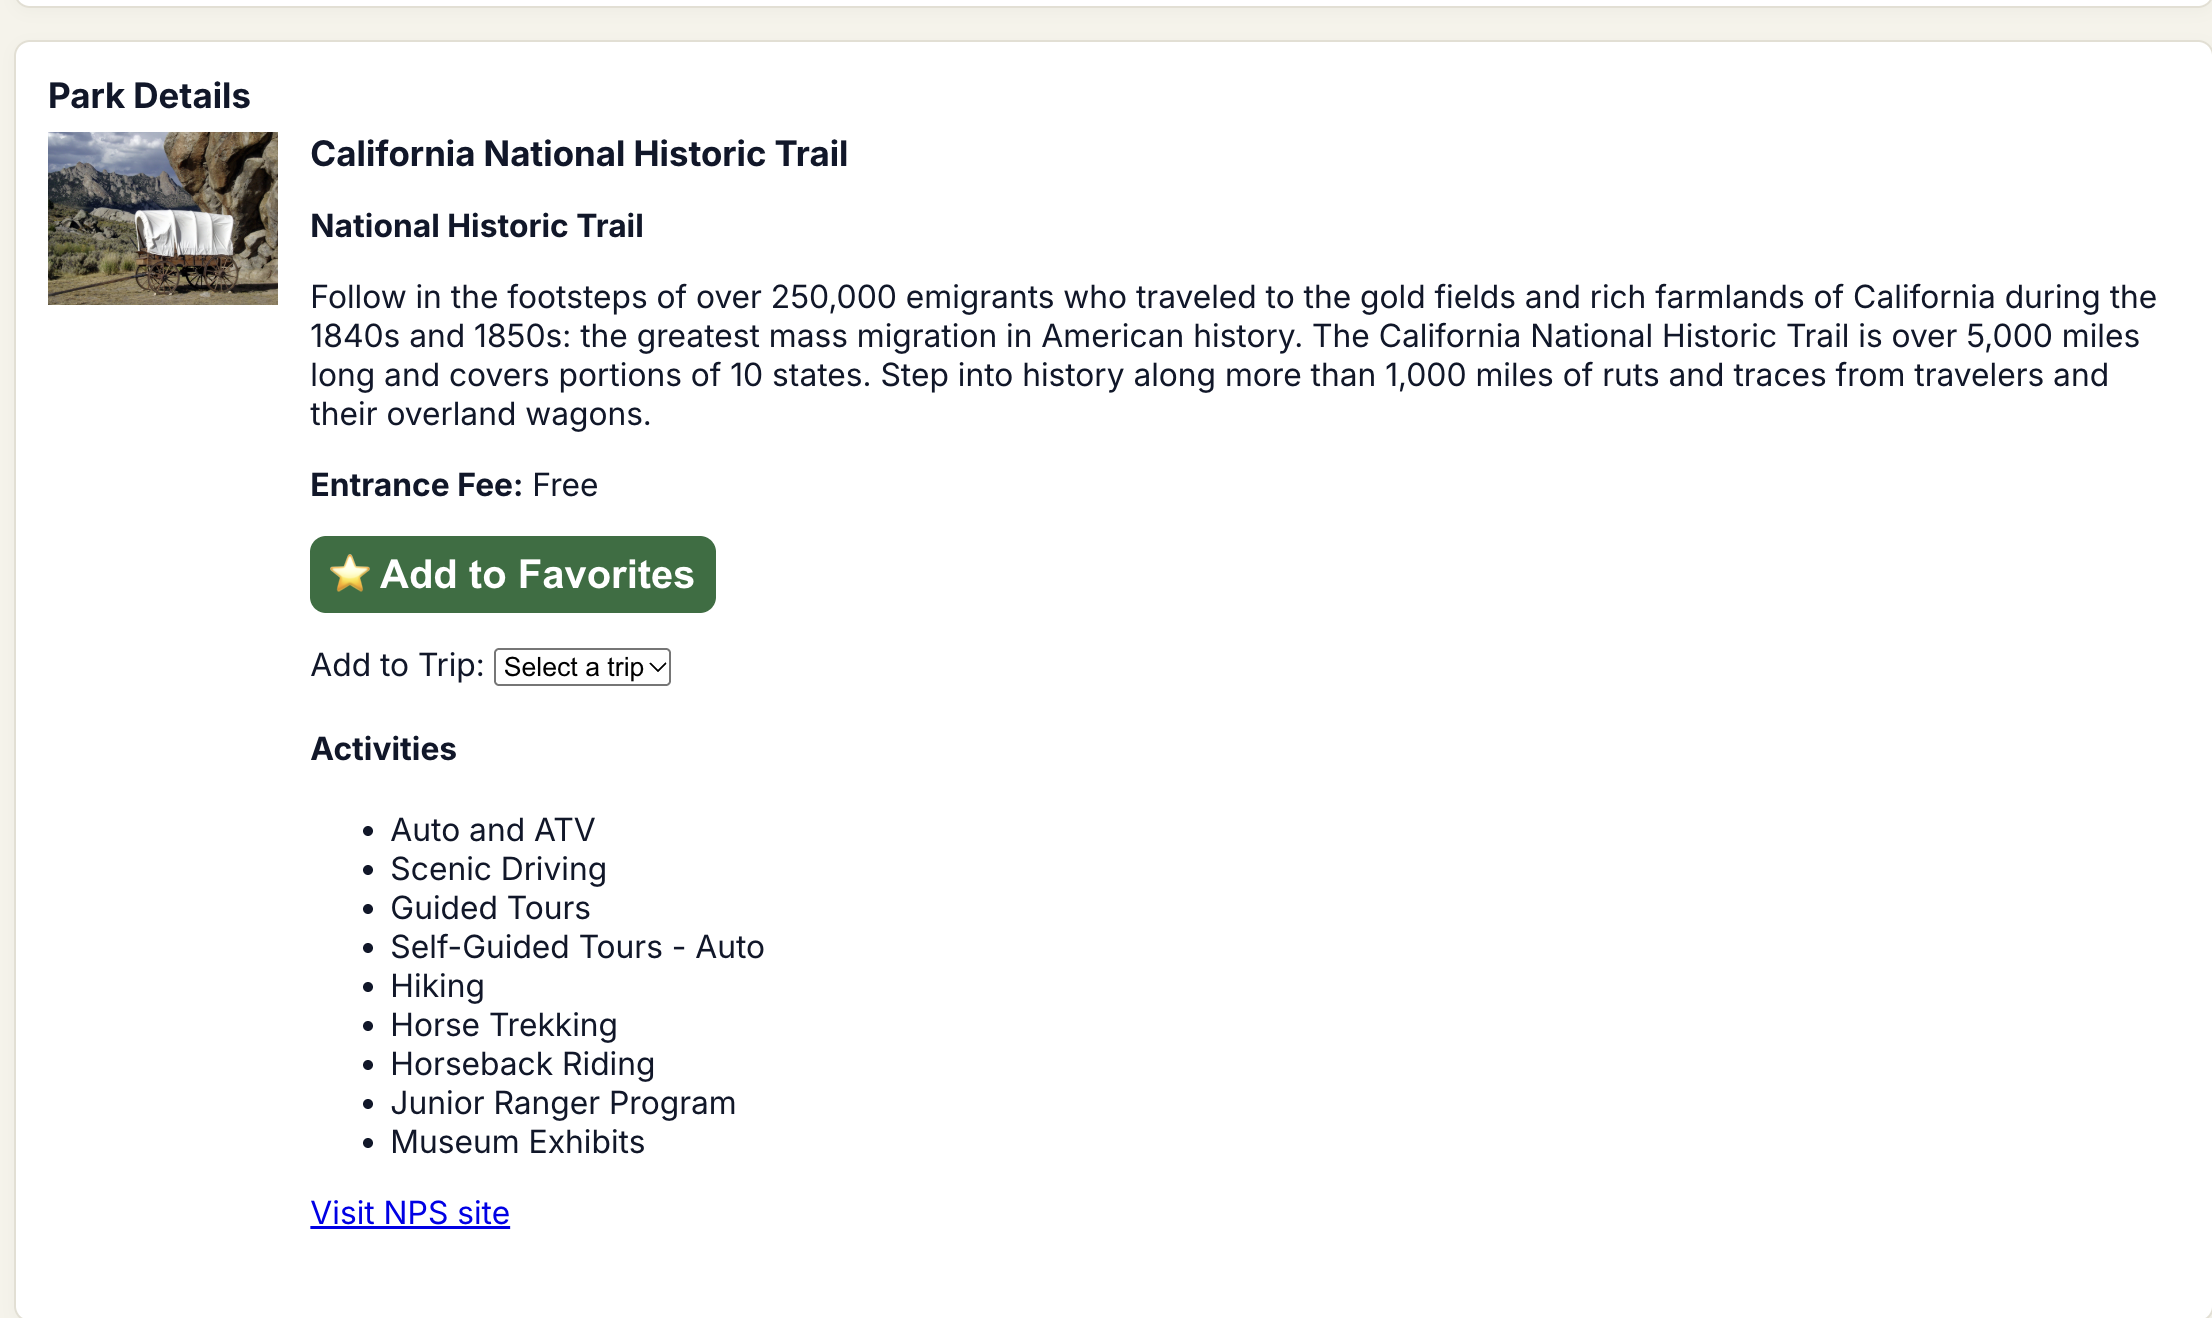 Park Details
California National Historic Trail
National Historic Trail
Follow in the footsteps of over 250,000 emigrants who traveled to the gold fields and rich farmlands of California during the
1840s and 1850s: the greatest mass migration in American history. The California National Historic Trail is over 5,000 miles
long and covers portions of 10 states. Step into history along more than 1,000 miles of ruts and traces from travelers and
their overland wagons.
Entrance Fee: Free
⭐ Add to Favorites
Add to Trip: Select a trip
Activities
• Auto and ATV
• Scenic Driving
• Guided Tours
• Self-Guided Tours - Auto
• Hiking
• Horse Trekking
• Horseback Riding
• Junior Ranger Program
• Museum Exhibits
Visit NPS site